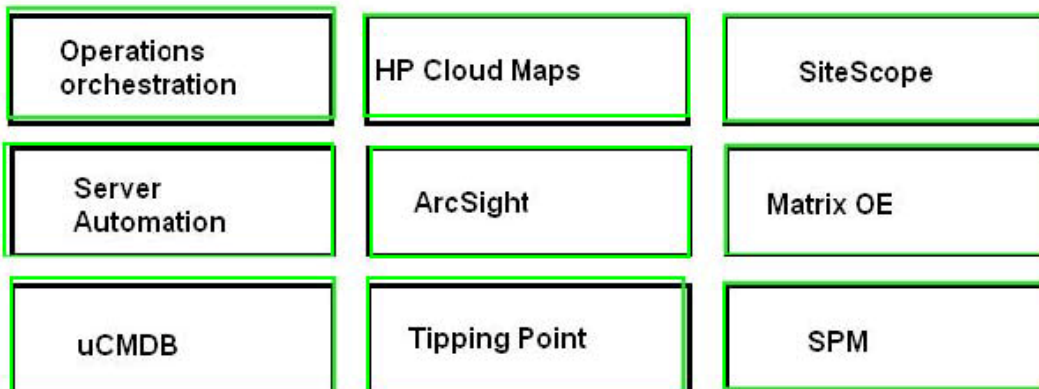 Operations
orchestration
HP Cloud Maps
SiteScope
Server
Automation
ArcSight
Matrix OE
uCMDB
Tipping Point
SPM